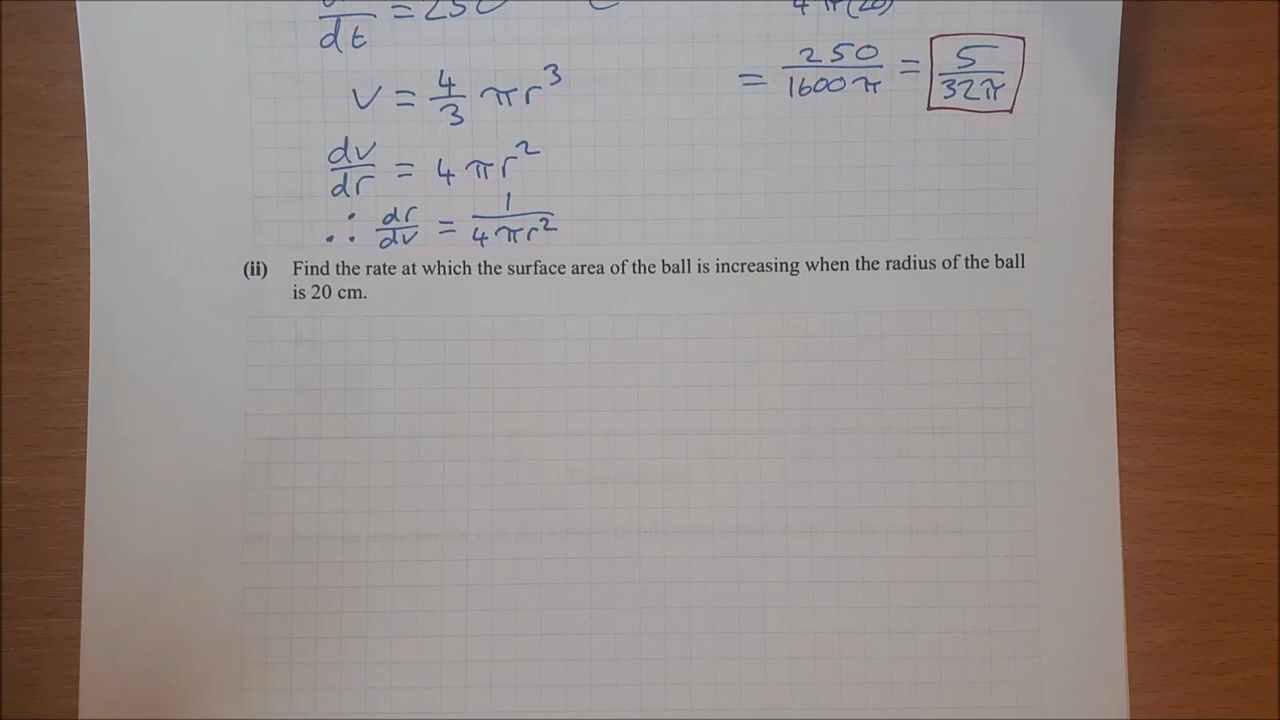 dt = 250
4π(20)
= 250/1600π = 5/32π
V = 4/3 πr³
dv/dr = 4πr²
∴ dr/dv = 1/4πr²
(ii) Find the rate at which the surface area of the ball is increasing when the radius of the ball
is 20 cm.